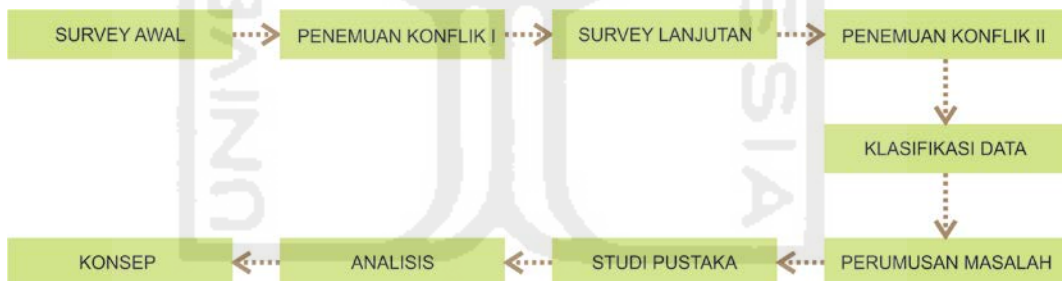 SURVEY AWAL
PENEMUAN KONFLIK I
SURVEY LANJUTAN
PENEMUAN KONFLIK II
KLASIFIKASI DATA
PERUMUSAN MASALAH
STUDI PUSTAKA
ANALISIS
KONSEP